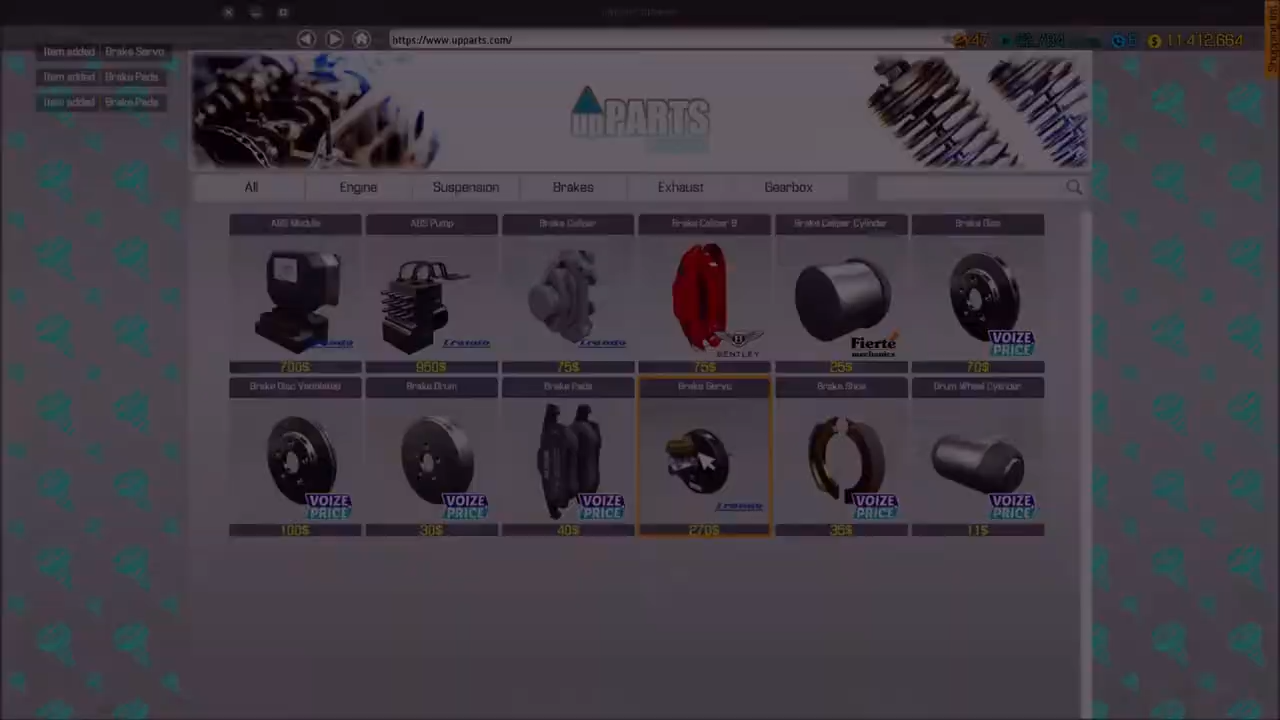 https://www.upparts.com/
47
6
11 412 664
Item added Brake Servo
Item added Brake Pads
Item added Brake Pads
upPARTS
All Engine Suspension Brakes Exhaust Gearbox
ABS Module ABS Pump Brake Caliper Brake Caliper Cylinder Brake Disc
BENTLEY
Fierte mechanics
VOIZE PRICE
700$ 950$ 75$ 75$ 25$ 70$
Brake Disc Ventilated Brake Drum Brake Pads Brake Servo Brake Shoe Drum Wheel Cylinder
VOIZE PRICE VOIZE PRICE VOIZE PRICE VOIZE PRICE VOIZE PRICE
100$ 30$ 40$ 270$ 35$ 11$